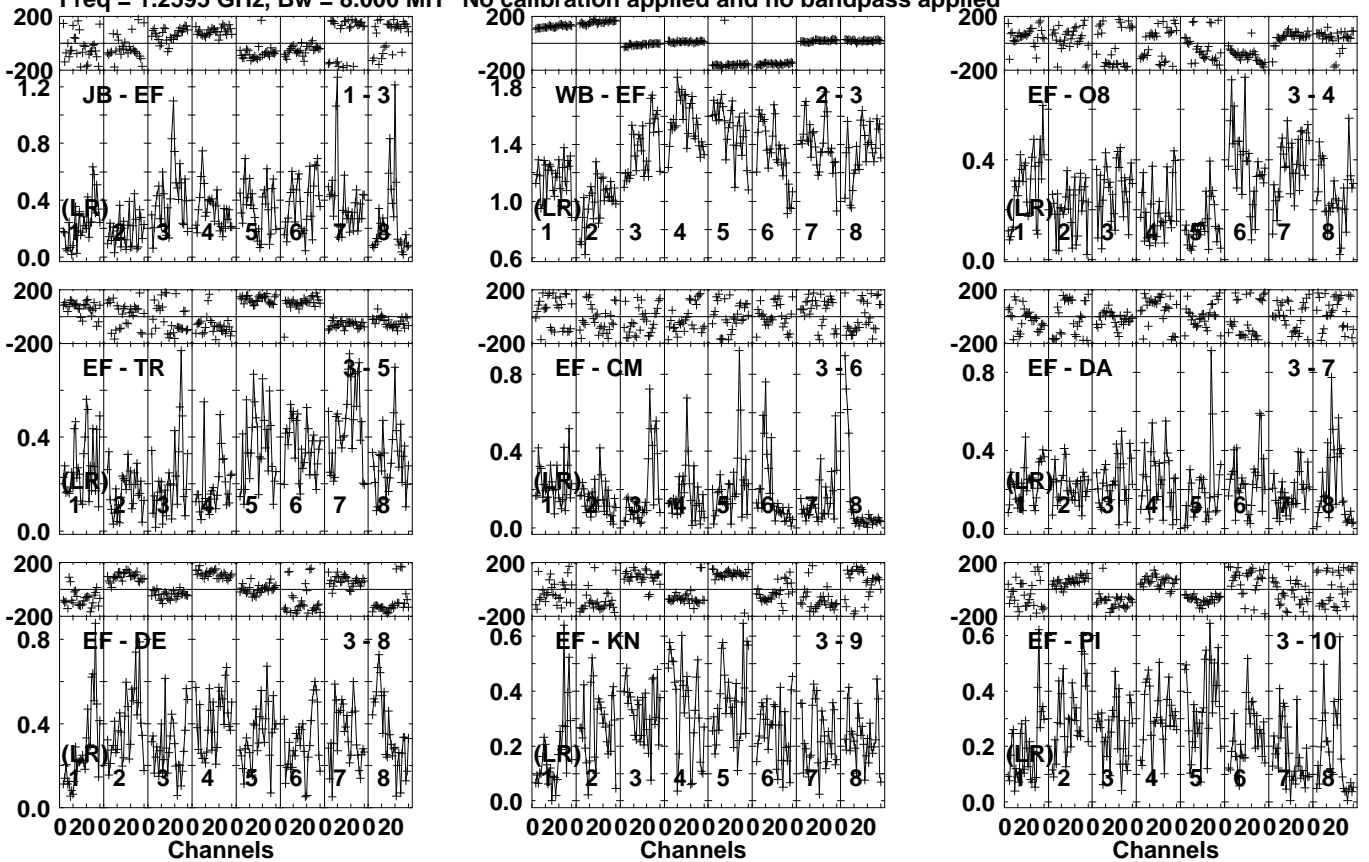 Freq = 1.2595 GHz, Bw = 8.000 MH No calibration applied and no bandpass applied
200 200 200
-200 -200 -200
JB - EF 1 - 3 WB - EF 2 - 3 EF - O8 3 - 4
1.2 1.8
0.8 1.4 0.4
0.4 1.0
(LR) (LR) (LR)
1 2 3 4 5 6 7 8 1 2 3 4 5 6 7 8 1 2 3 4 5 6 7 8
0.0 0.6 0.0
200 200 200
-200 -200 -200
EF - TR 3 - 5 EF - CM 3 - 6 EF - DA 3 - 7
0.8 0.8
0.4 0.4 0.4
(LR) (LR) (LR)
1 2 3 4 5 6 7 8 1 2 3 4 5 6 7 8 1 2 3 4 5 6 7 8
0.0 0.0 0.0
200 200 200
-200 -200 -200
EF - DE 3 - 8 EF - KN 3 - 9 EF - PI 3 - 10
0.8 0.6 0.6
0.4 0.4 0.4
0.2 0.2
(LR) (LR) (LR)
1 2 3 4 5 6 7 8 1 2 3 4 5 6 7 8 1 2 3 4 5 6 7 8
0.0 0.0 0.0
0 20 0 20 0 20 0 20 0 20 0 20 0 20 0 20 0 20 0 20 0 20 0 20 0 20 0 20 0 20 0 20 0 20 0 20 0 20 0 20 0 20 0 20 0 20 0 20
Channels Channels Channels